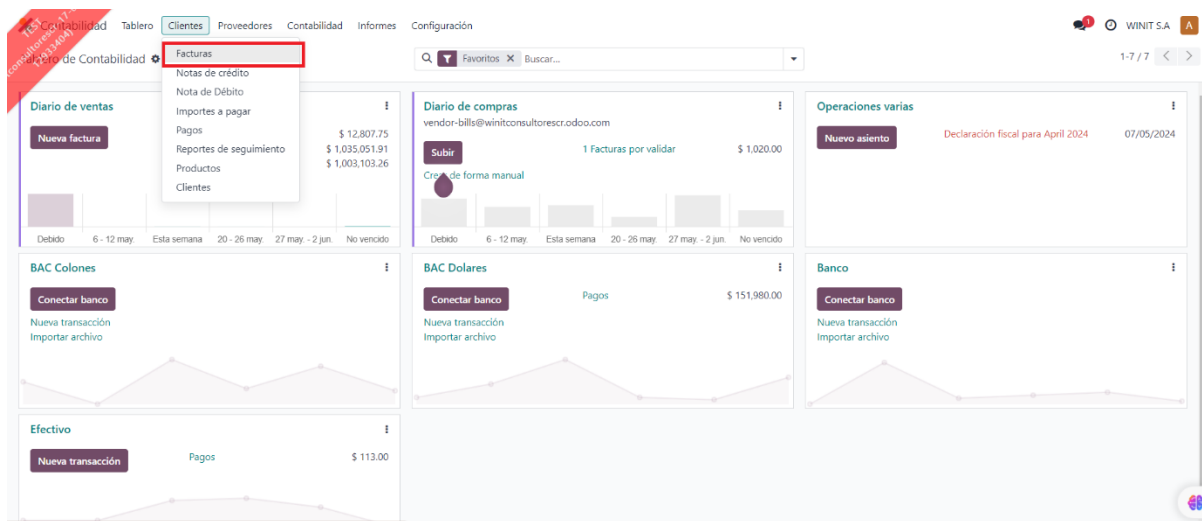 TEST
Contabilidad Tablero Clientes Proveedores Contabilidad Informes Configuración
1 WINIT S.A A
de Contabilidad
Favoritos X Buscar...
1-7 / 7
Facturas
Notas de crédito
Nota de Débito
Importes a pagar
Pagos
Reportes de seguimiento
Productos
Clientes
Diario de ventas
Nueva factura
$ 12,807.75
$ 1,035,051.91
$ 1,003,103.26
Debido 6 - 12 may. Esta semana 20 - 26 may. 27 may. - 2 jun. No vencido
Diario de compras
vendor-bills@winitconsultorescr.odoo.com
Subir 1 Facturas por validar $ 1,020.00
de forma manual
Debido 6 - 12 may. Esta semana 20 - 26 may. 27 may. - 2 jun. No vencido
Operaciones varias
Nuevo asiento Declaración fiscal para April 2024 07/05/2024
BAC Colones
Conectar banco
Nueva transacción
Importar archivo
BAC Dolares
Conectar banco Pagos $ 151,980.00
Nueva transacción
Importar archivo
Banco
Conectar banco
Nueva transacción
Importar archivo
Efectivo
Nueva transacción Pagos $ 113.00